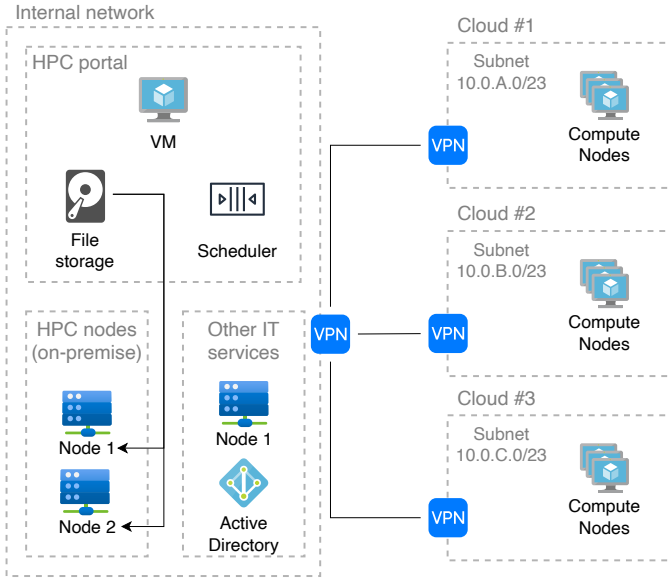 Internal network
HPC portal
VM
File
storage
Scheduler
HPC nodes
(on-premise)
Node 1
Node 2
Other IT
services
Node 1
Active
Directory
VPN
Cloud #1
Subnet
10.0.A.0/23
VPN
Compute
Nodes
Cloud #2
Subnet
10.0.B.0/23
VPN
Compute
Nodes
Cloud #3
Subnet
10.0.C.0/23
VPN
Compute
Nodes